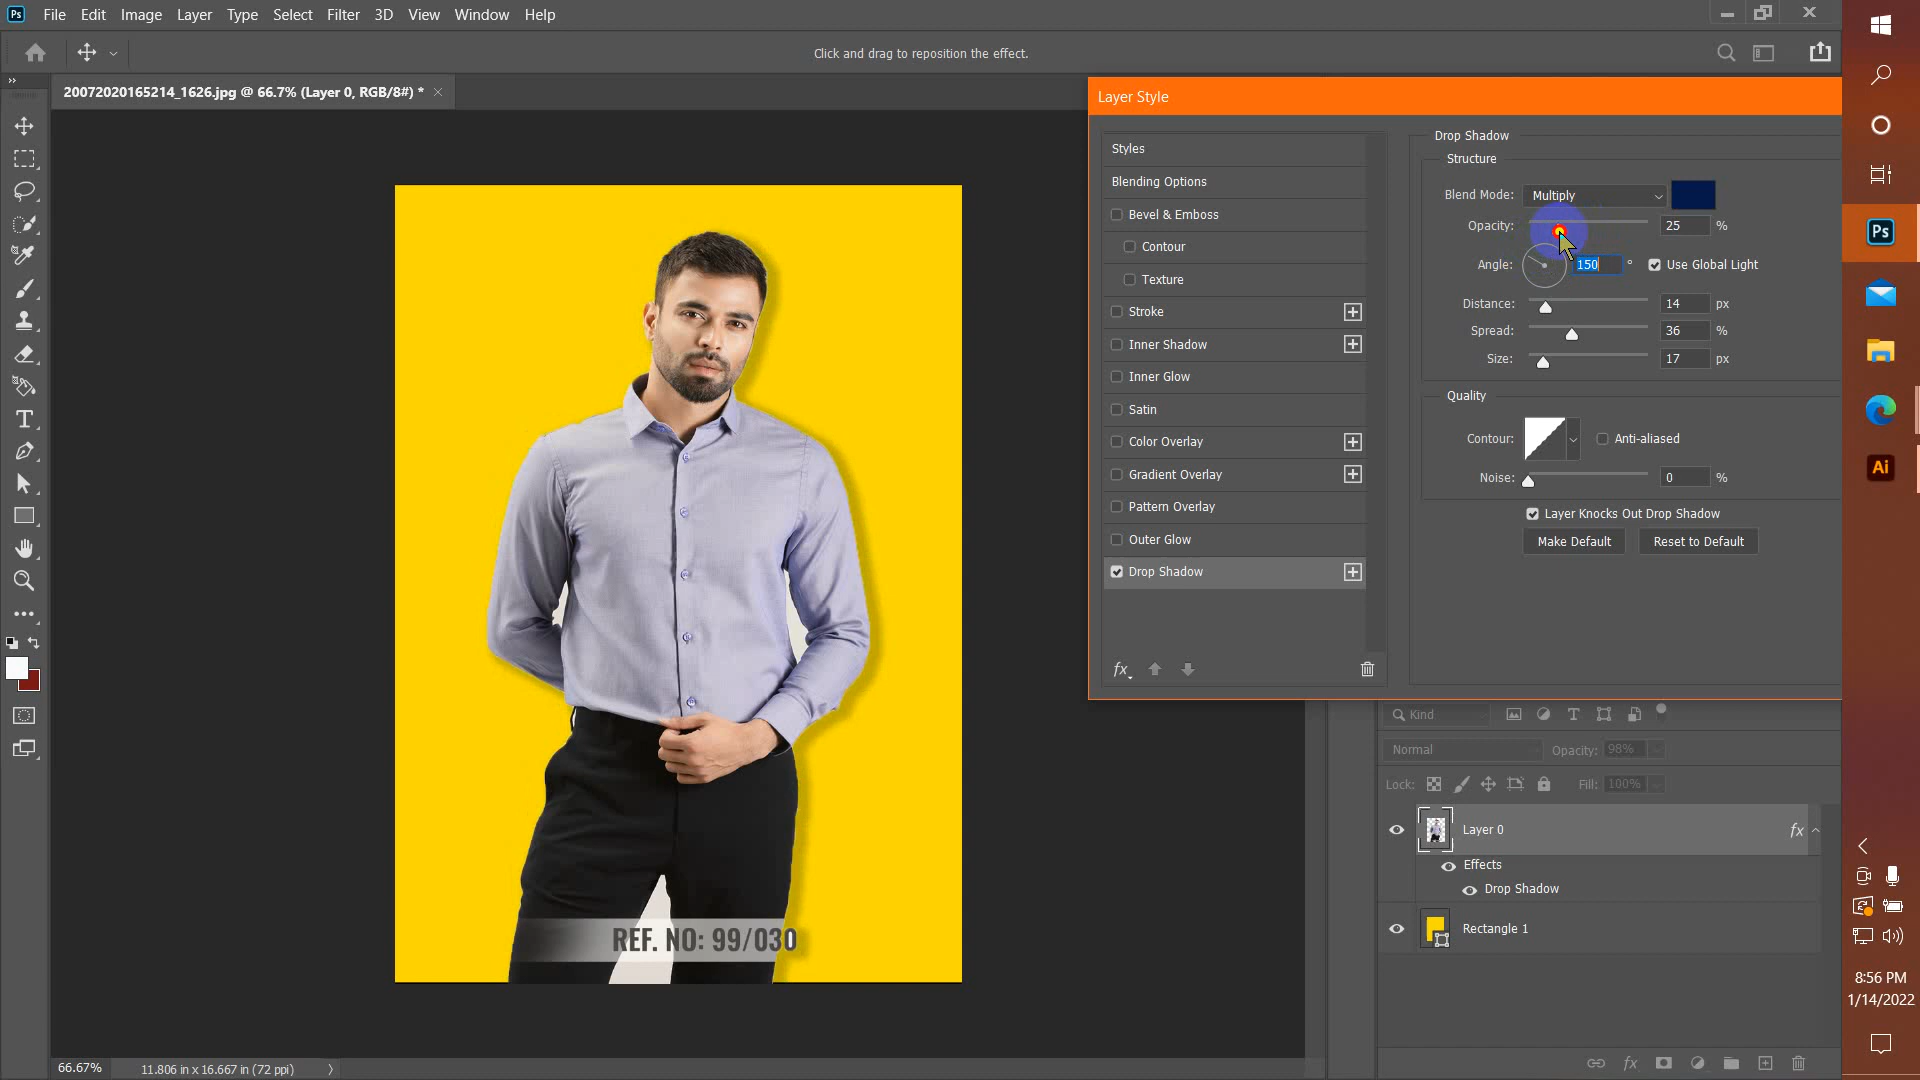 Ps File Edit Image Layer Type Select Filter 3D View Window Help
Click and drag to reposition the effect.
20072020165214_1626.jpg @ 66.7% (Layer 0, RGB/8#) *
Layer Style
Styles
Blending Options
Bevel & Emboss
Contour
Texture
Stroke
Inner Shadow
Inner Glow
Satin
Color Overlay
Gradient Overlay
Pattern Overlay
Outer Glow
Drop Shadow
fx
Drop Shadow
Structure
Blend Mode: Multiply
Opacity: 25 %
Angle: 150 ° Use Global Light
Distance: 14 px
Spread: 36 %
Size: 17 px
Quality
Contour: Anti-aliased
Noise: 0 %
Layer Knocks Out Drop Shadow
Make Default Reset to Default
REF. NO: 99/030
Kind
Normal Opacity: 98%
Lock: Fill: 100%
Layer 0 fx
Effects
Drop Shadow
Rectangle 1
fx
66.67% 11.806 in x 16.667 in (72 ppi)
Ps
Ai
8:56 PM
1/14/2022